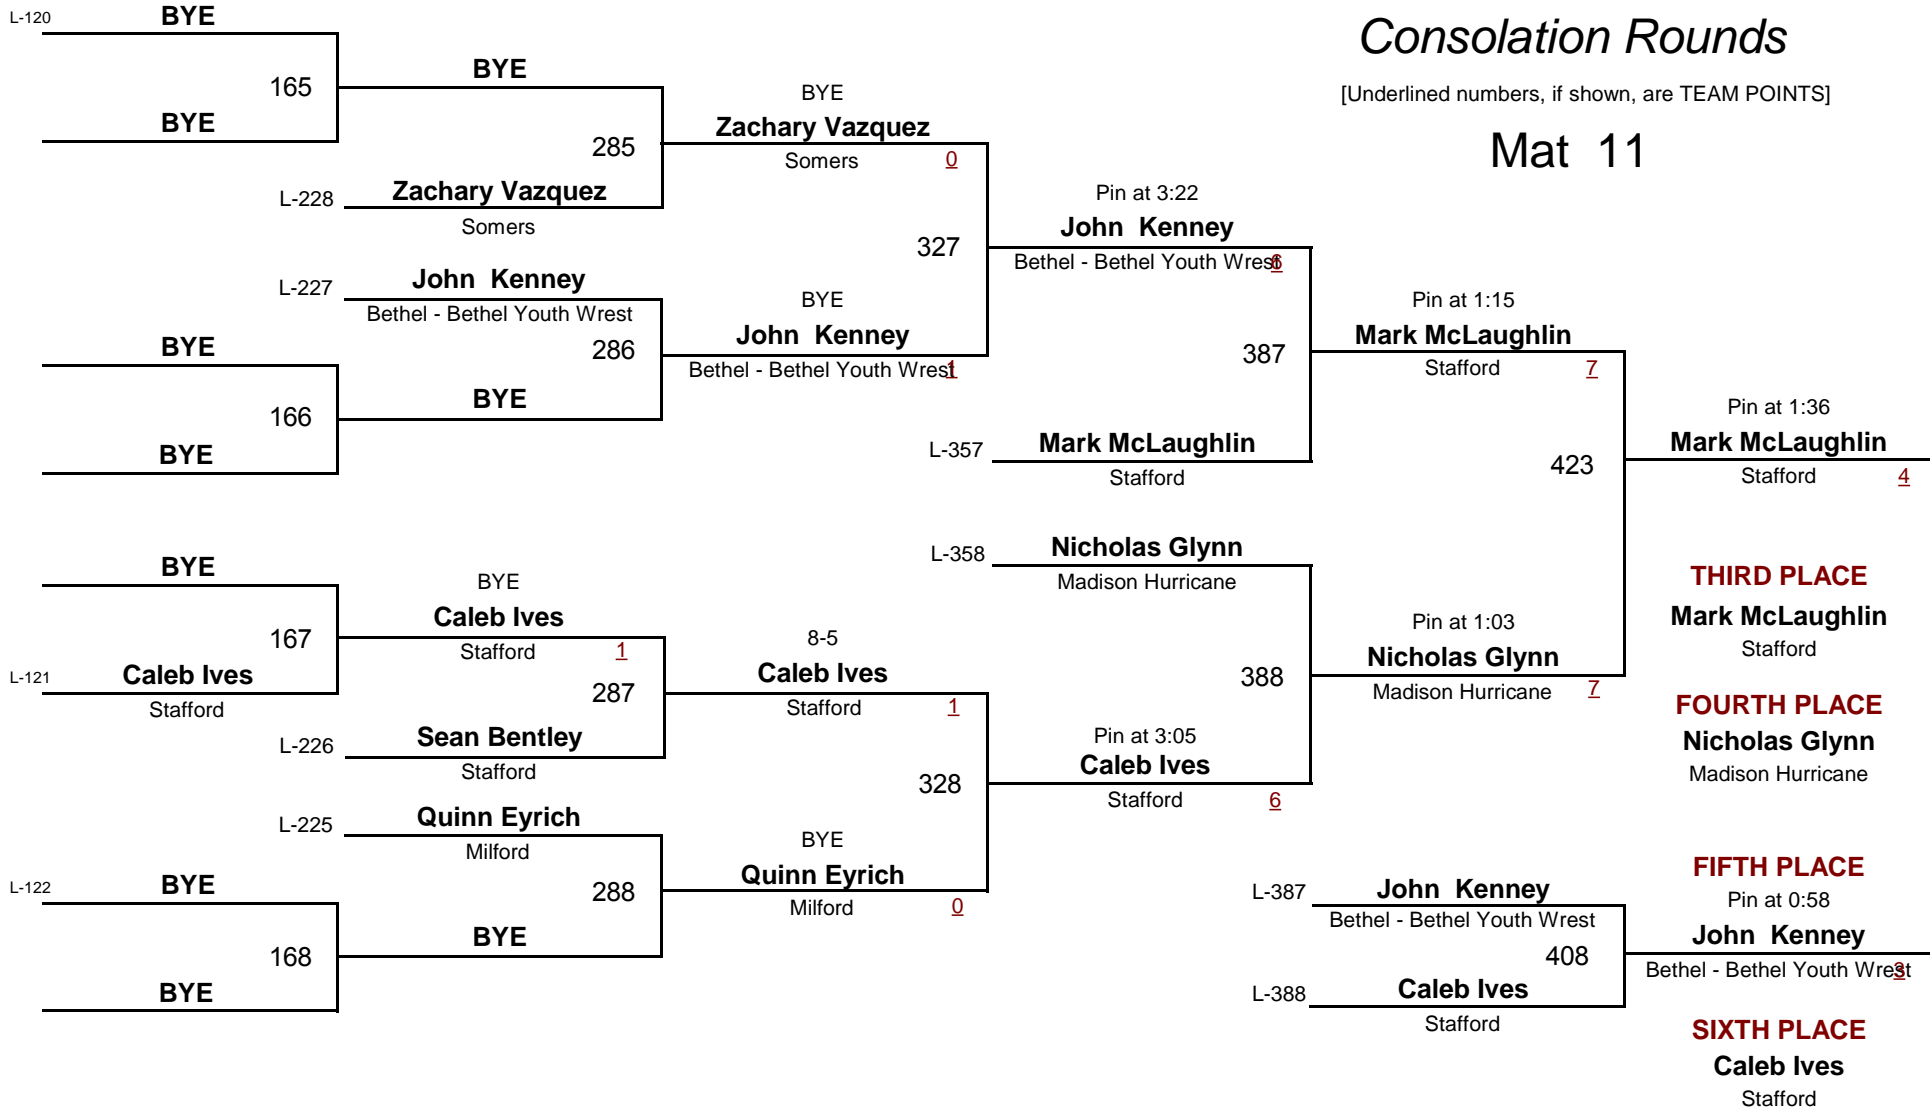 Consolation Rounds
[Underlined numbers, if shown, are TEAM POINTS]
Mat 11
L-120
BYE
165
BYE
BYE
285
L-228
Zachary Vazquez
Somers
BYE
Zachary Vazquez
Somers
0
L-227
John Kenney
Bethel - Bethel Youth Wrest
286
BYE
166
BYE
BYE
BYE
John Kenney
Bethel - Bethel Youth Wrest
1
327
Pin at 3:22
John Kenney
Bethel - Bethel Youth Wrest
6
387
L-357
Mark McLaughlin
Stafford
Pin at 1:15
Mark McLaughlin
Stafford
7
423
Pin at 1:36
Mark McLaughlin
Stafford
4
BYE
167
L-121
Caleb Ives
Stafford
BYE
Caleb Ives
Stafford
1
287
L-226
Sean Bentley
Stafford
8-5
Caleb Ives
Stafford
1
L-225
Quinn Eyrich
Milford
288
L-122
BYE
168
BYE
BYE
BYE
Quinn Eyrich
Milford
0
328
L-358
Nicholas Glynn
Madison Hurricane
388
Pin at 3:05
Caleb Ives
Stafford
6
Pin at 1:03
Nicholas Glynn
Madison Hurricane
7
THIRD PLACE
Mark McLaughlin
Stafford
FOURTH PLACE
Nicholas Glynn
Madison Hurricane
L-387
John Kenney
Bethel - Bethel Youth Wrest
408
L-388
Caleb Ives
Stafford
FIFTH PLACE
Pin at 0:58
John Kenney
Bethel - Bethel Youth Wrest
3
SIXTH PLACE
Caleb Ives
Stafford